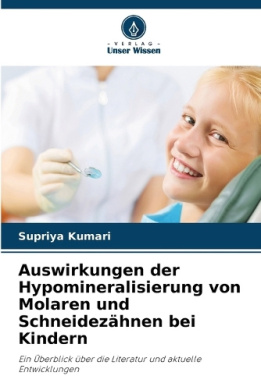 • VERLAG •
Unser Wissen
Supriya Kumari
Auswirkungen der
Hypomineralisierung von
Molaren und
Schneidezähnen bei
Kindern
Ein Überblick über die Literatur und aktuelle
Entwicklungen